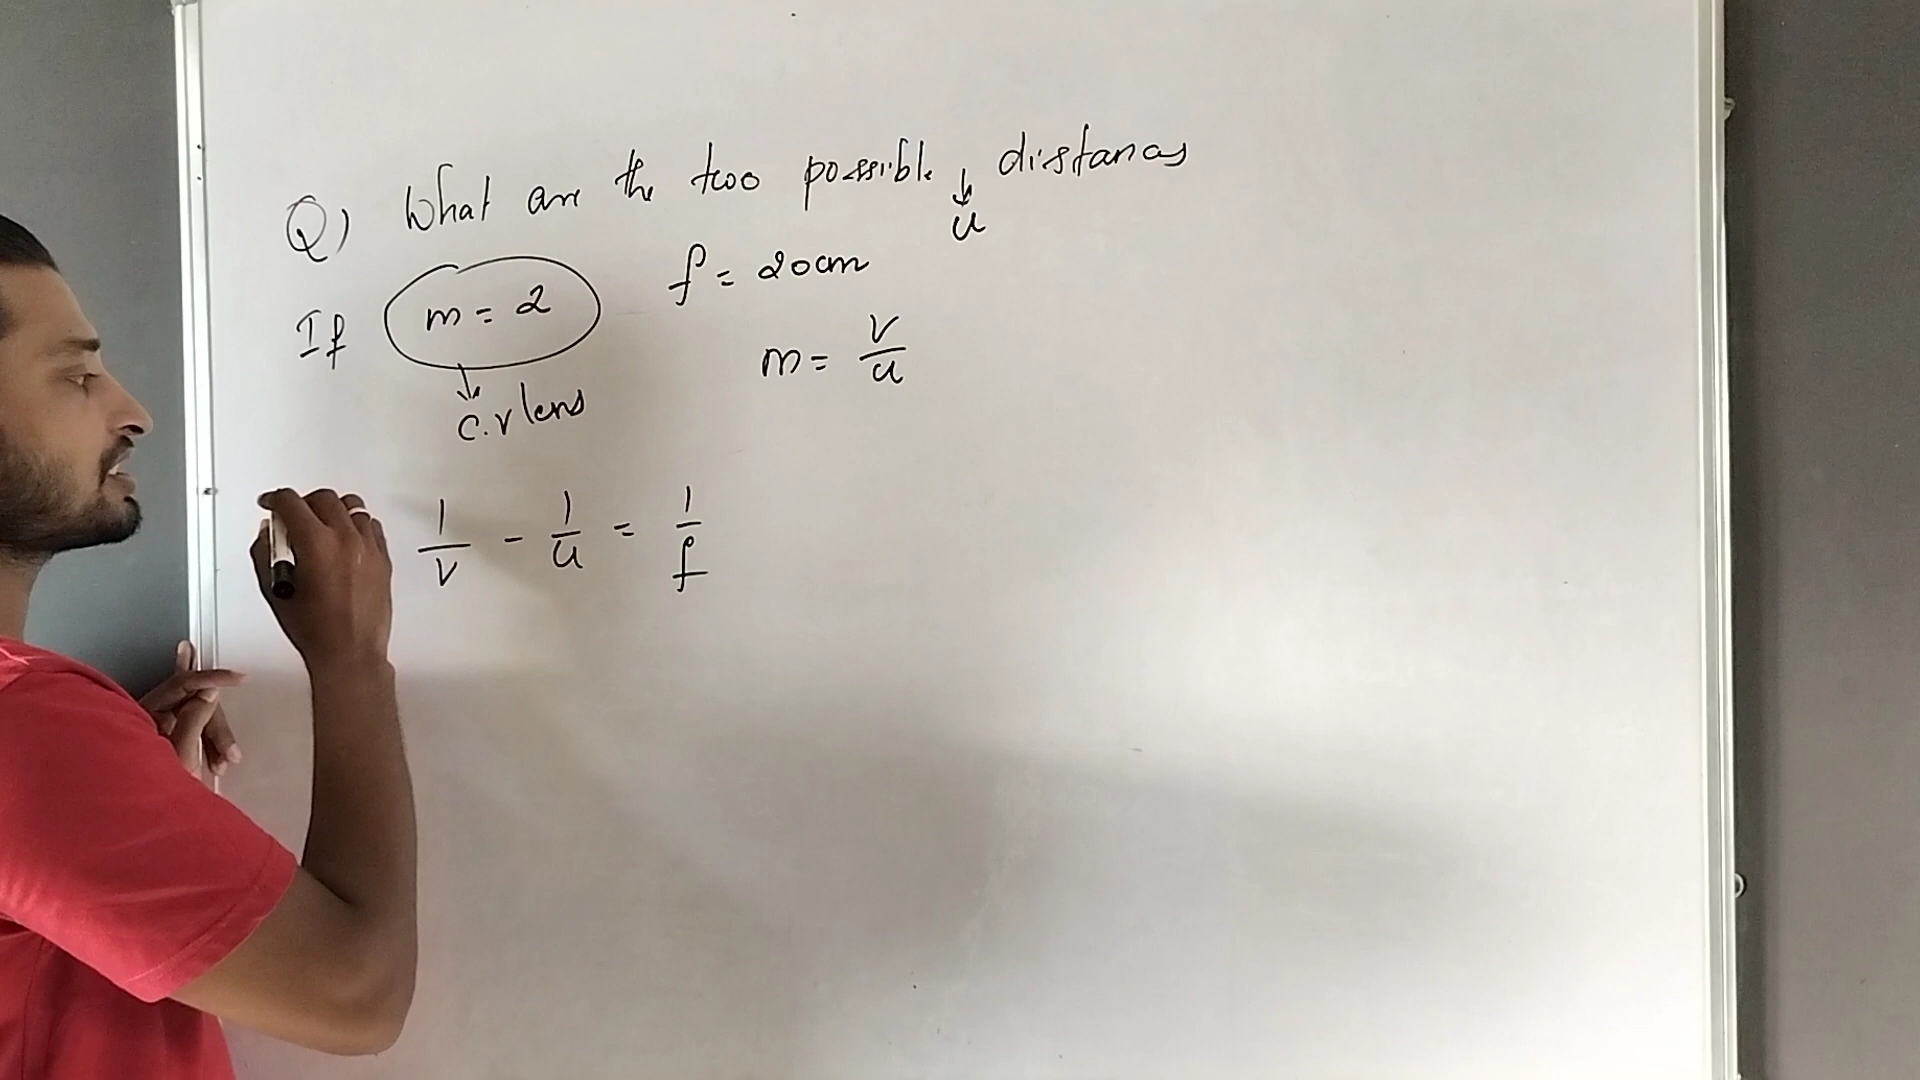 Q) What are the two possible ↓ distances
u
If m = 2 f = 20cm
↓ m = v/u
c.v lens
1/v - 1/u = 1/f